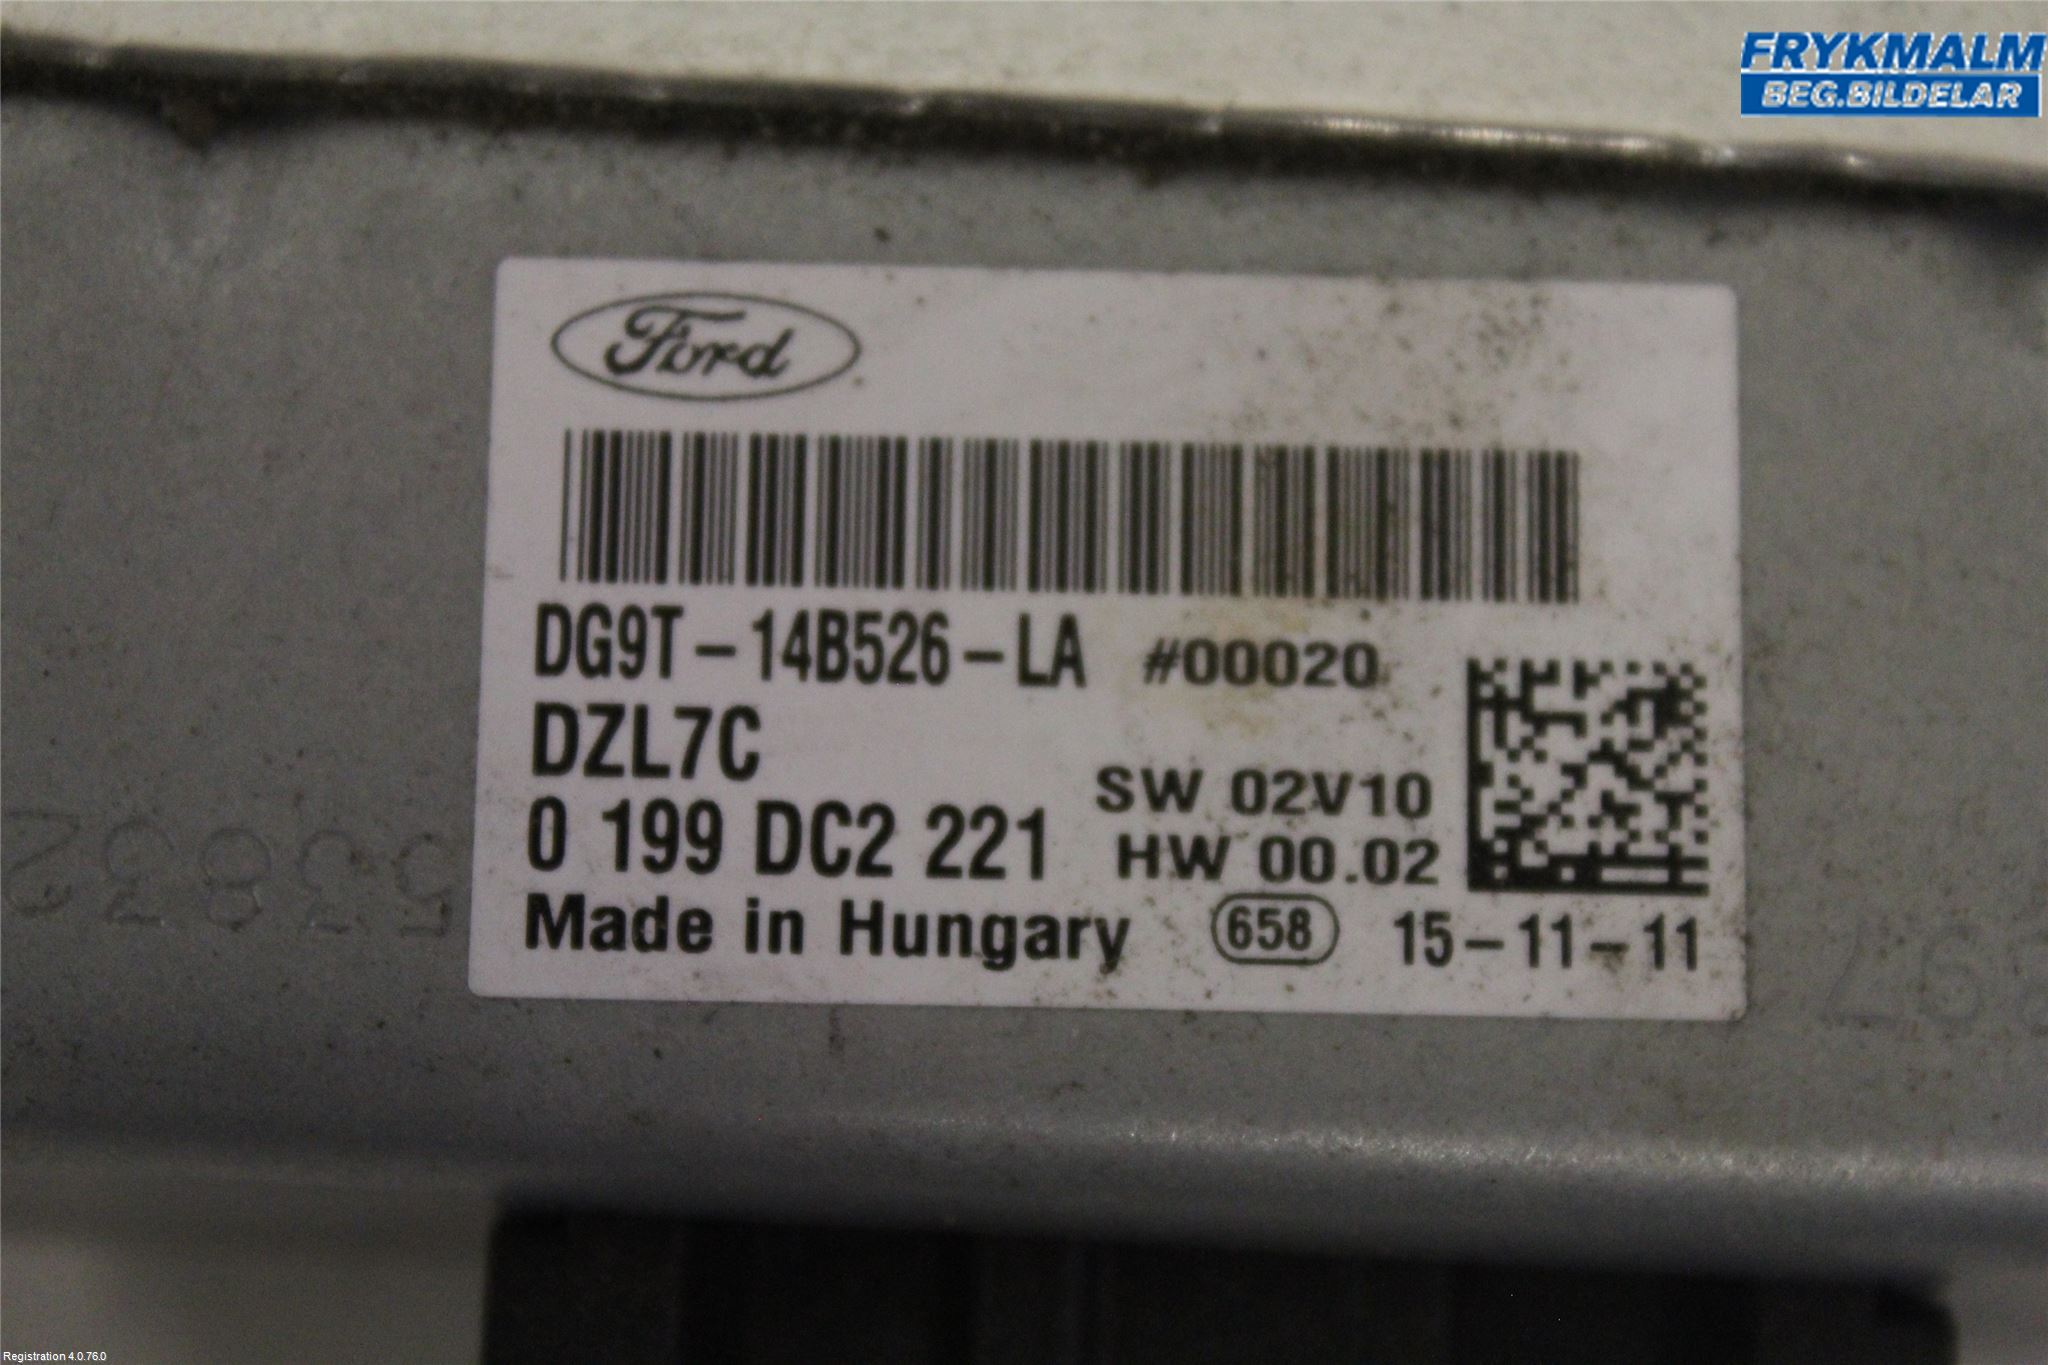 FRYKMALM
BEG.BILDELAR
Ford
DG9T-14B526-LA #00020
DZL7C
SW 02V10
0 199 DC2 221
HW 00.02
Made in Hungary 658 15-11-11
Registration 4.0.76.0